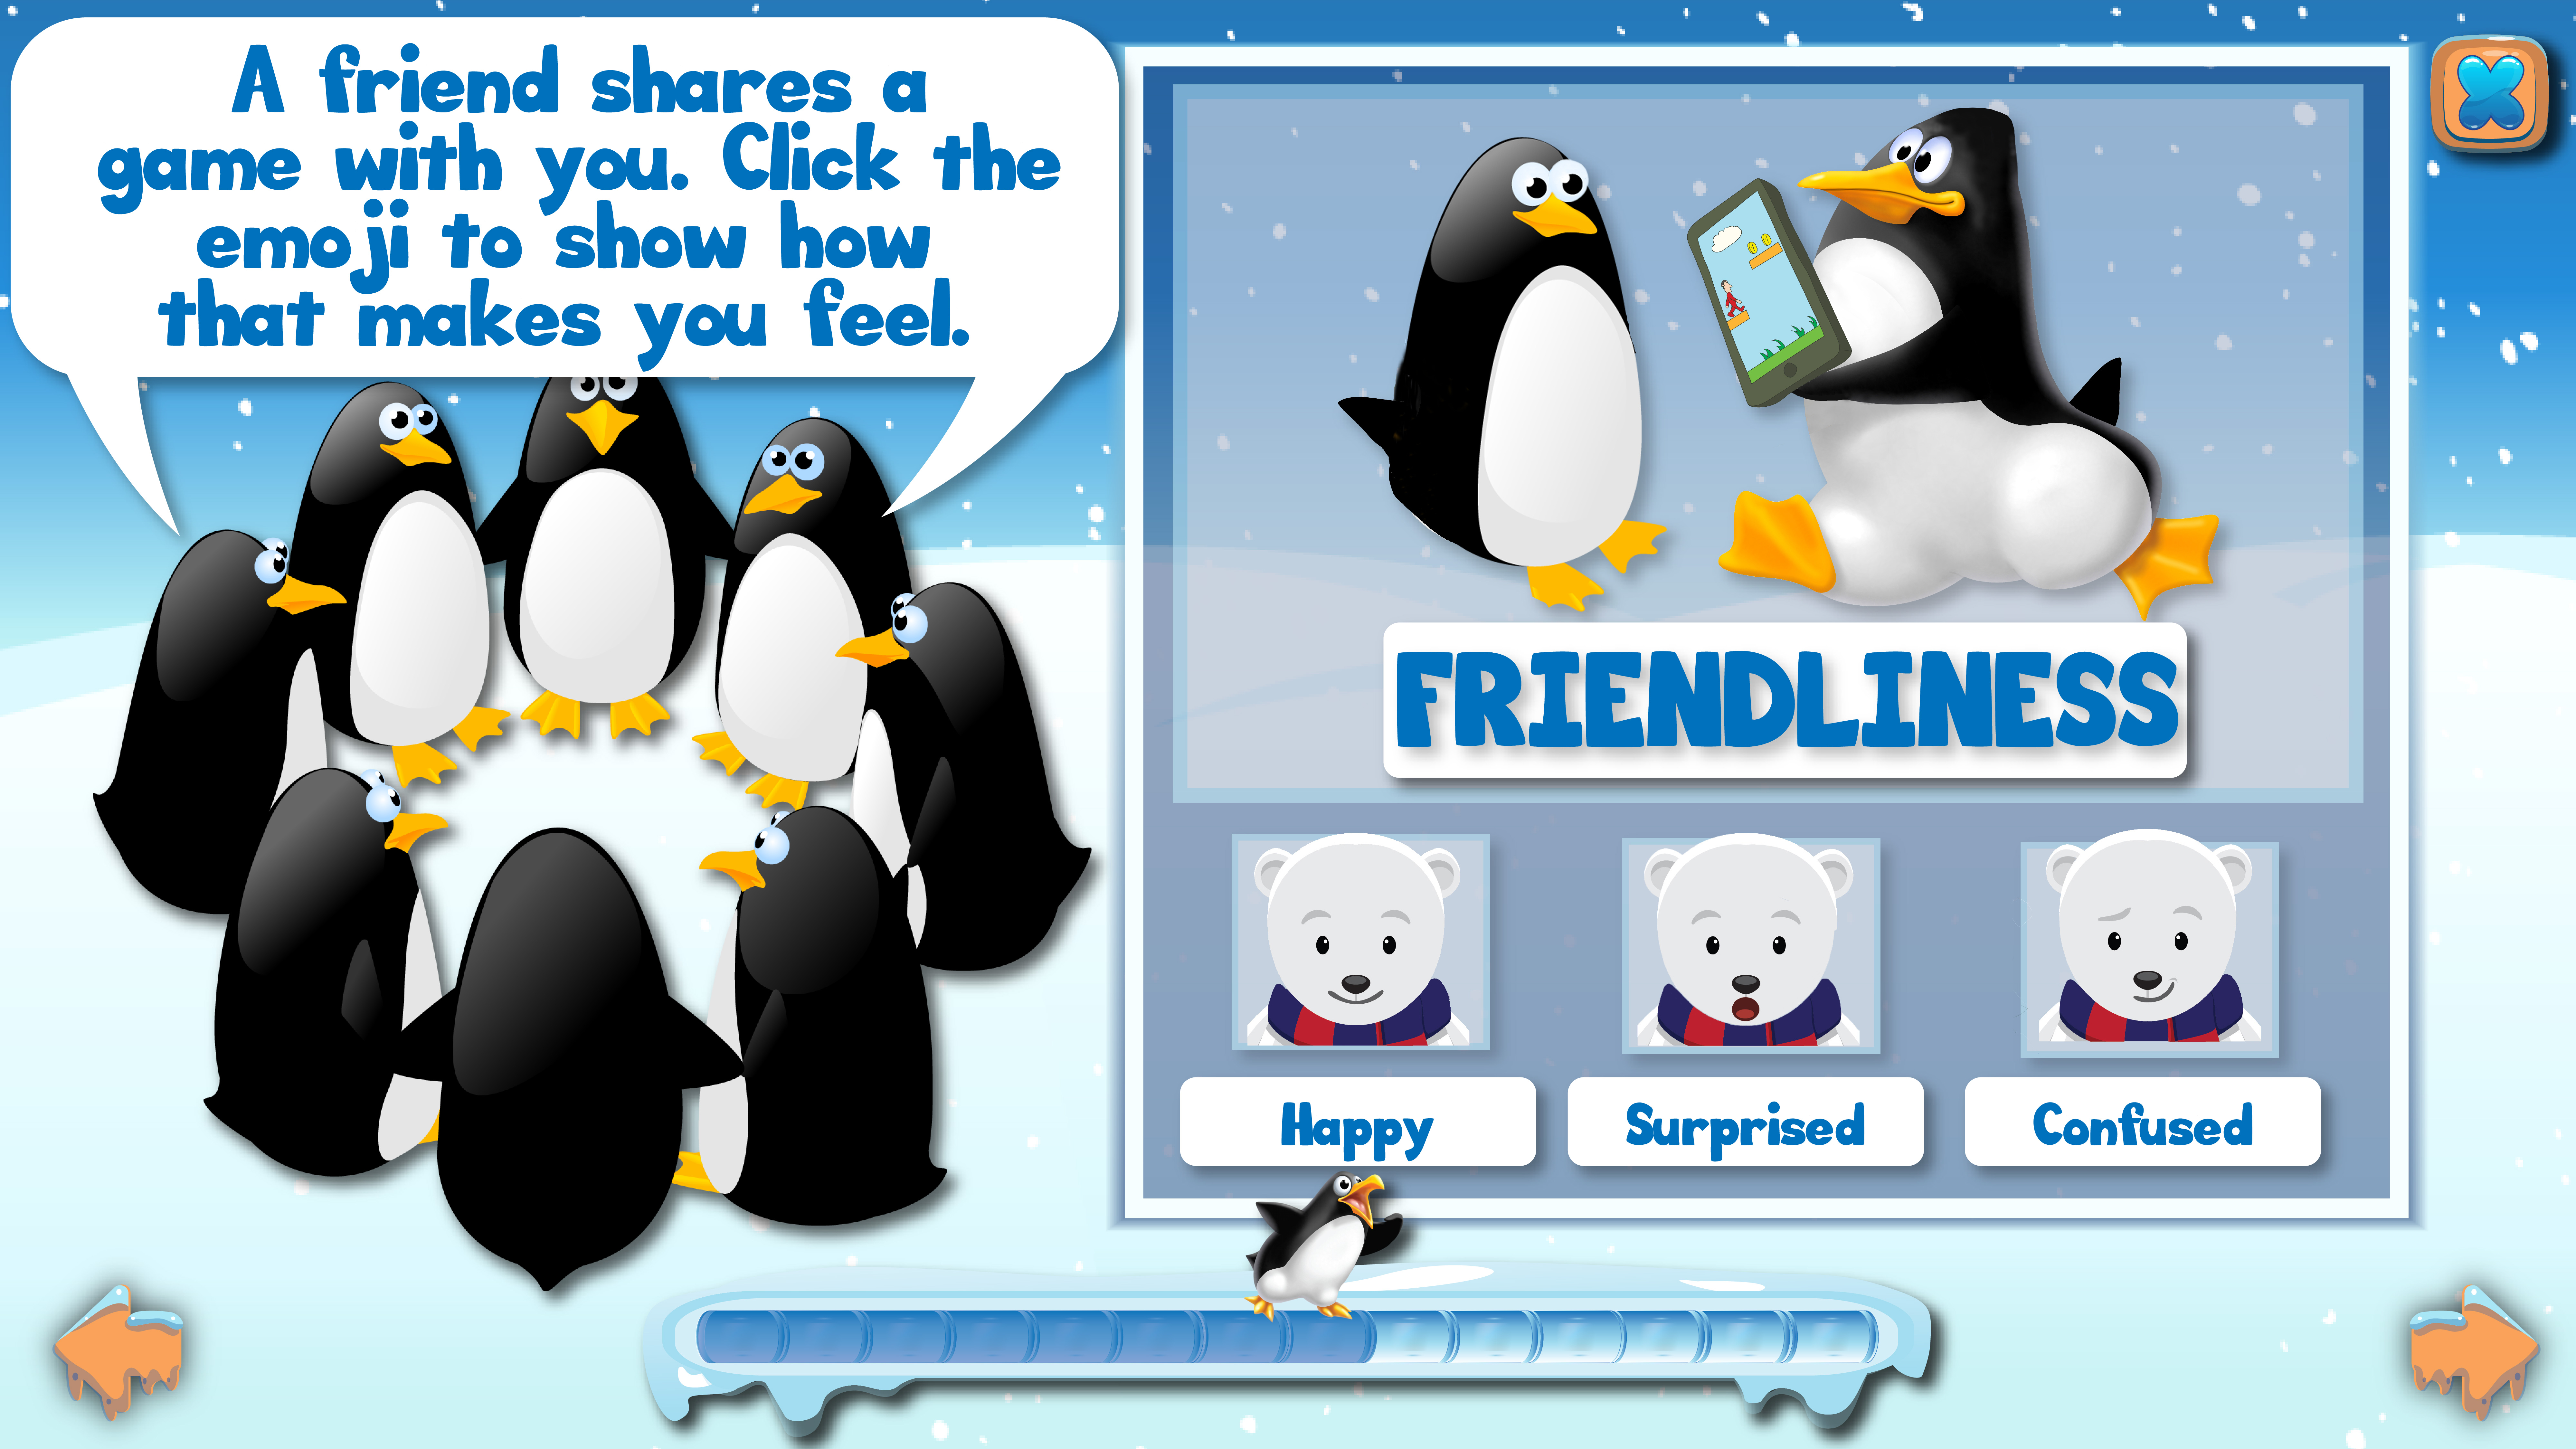 A friend shares a
game with you. Click the
emoji to show how
that makes you feel.
FRIENDLINESS
Happy
Surprised
Confused